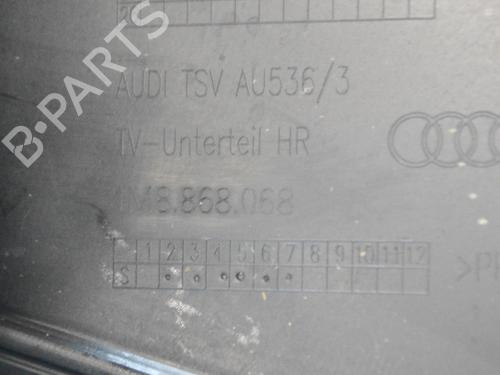 AUDI TSV AU536/3
TV-Unterteil HR
M8.868.068
1 2 3 4 5 6 7 8 9 10 11 12
S
B-Parts